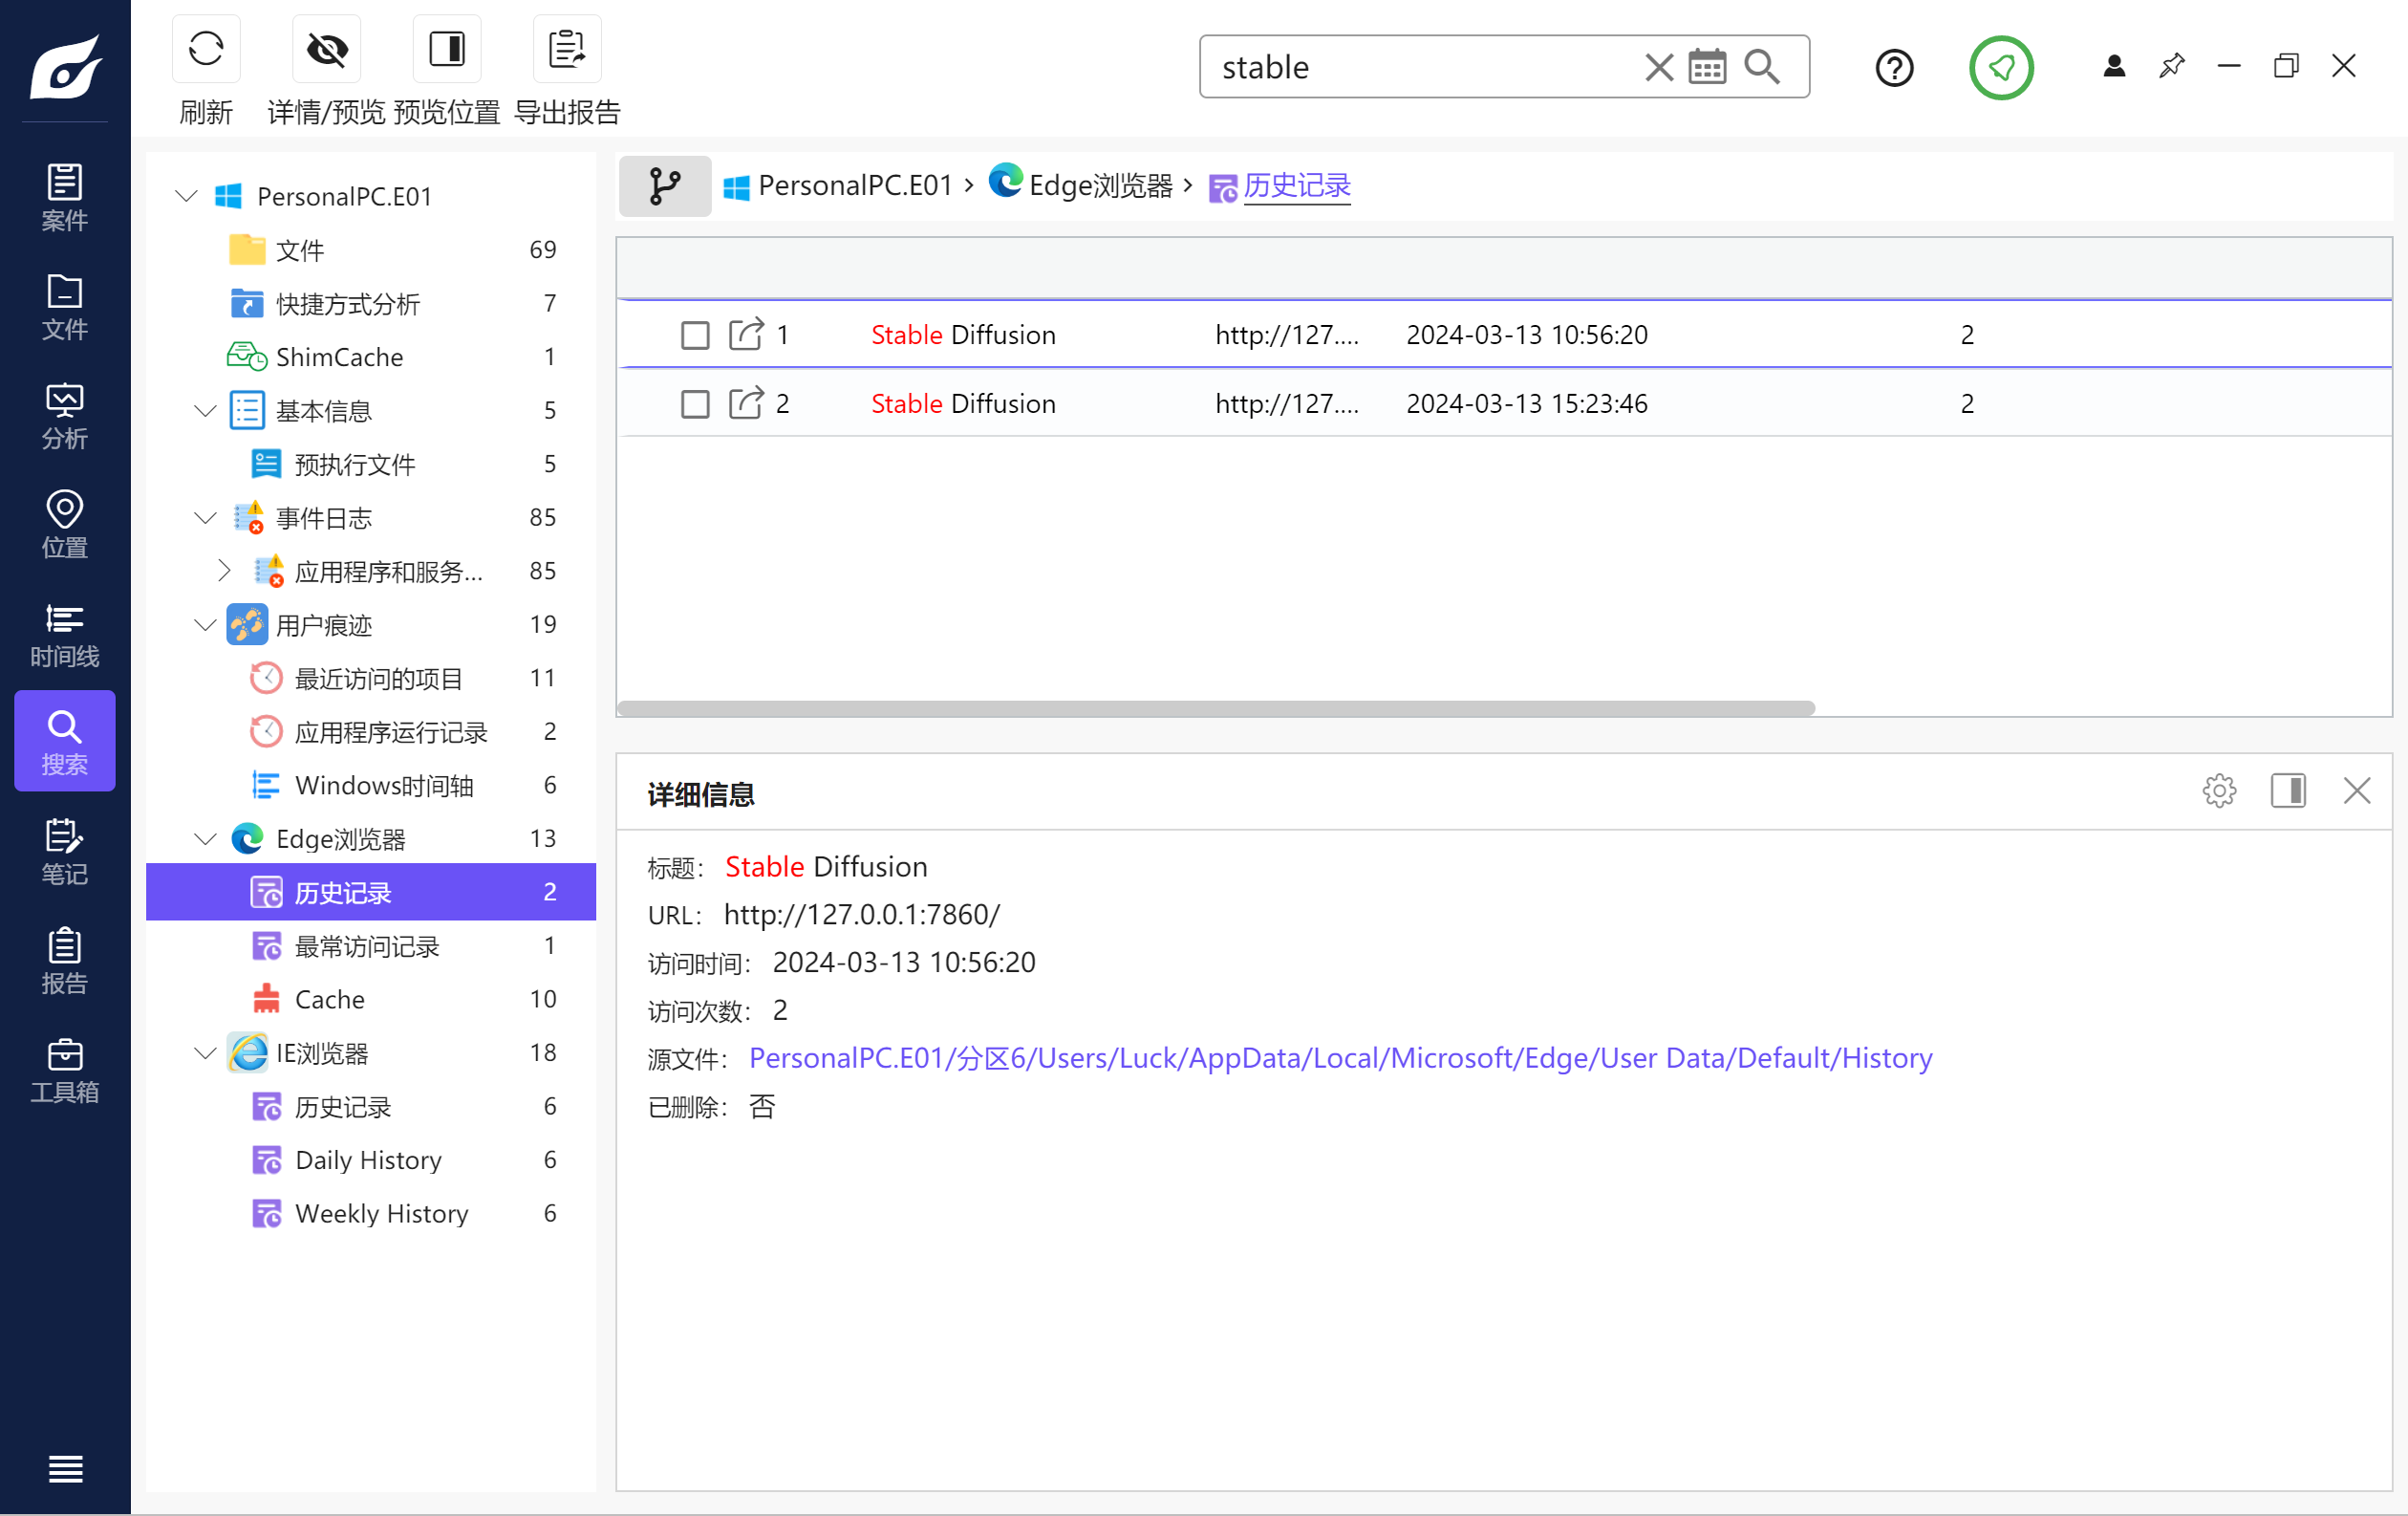 刷新
详情/预览
预览位置
导出报告
stable
案件
文件
分析
位置
时间线
搜索
笔记
报告
工具箱
PersonalPC.E01
文件 69
快捷方式分析 7
ShimCache 1
基本信息 5
预执行文件 5
事件日志 85
应用程序和服务... 85
用户痕迹 19
最近访问的项目 11
应用程序运行记录 2
Windows时间轴 6
Edge浏览器 13
历史记录 2
最常访问记录 1
Cache 10
IE浏览器 18
历史记录 6
Daily History 6
Weekly History 6
PersonalPC.E01 > Edge浏览器 > 历史记录
1 Stable Diffusion http://127.... 2024-03-13 10:56:20 2
2 Stable Diffusion http://127.... 2024-03-13 15:23:46 2
详细信息
标题: Stable Diffusion
URL: http://127.0.0.1:7860/
访问时间: 2024-03-13 10:56:20
访问次数: 2
源文件: PersonalPC.E01/分区6/Users/Luck/AppData/Local/Microsoft/Edge/User Data/Default/History
已删除: 否